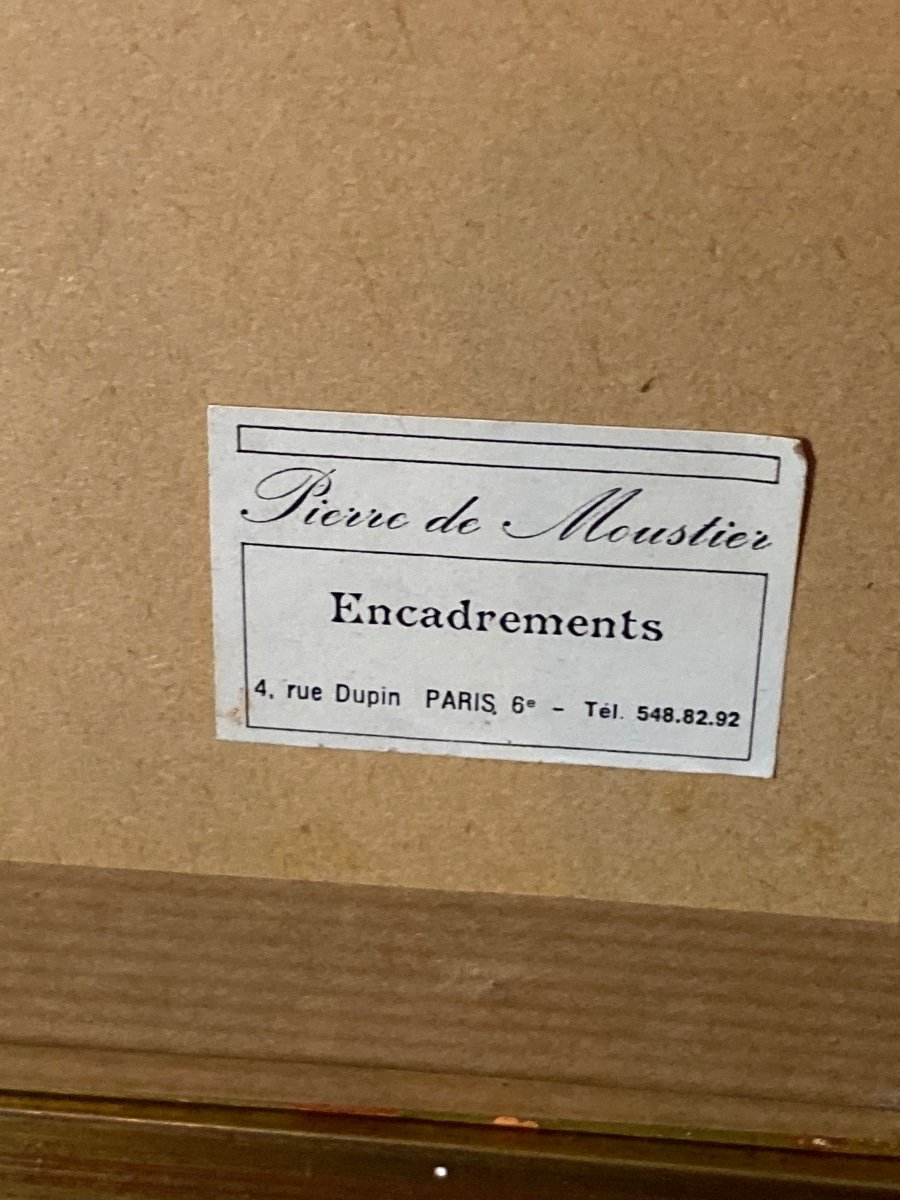 Pierre de Moustier
Encadrements
4, rue Dupin PARIS, 6e - Tél. 548.82.92